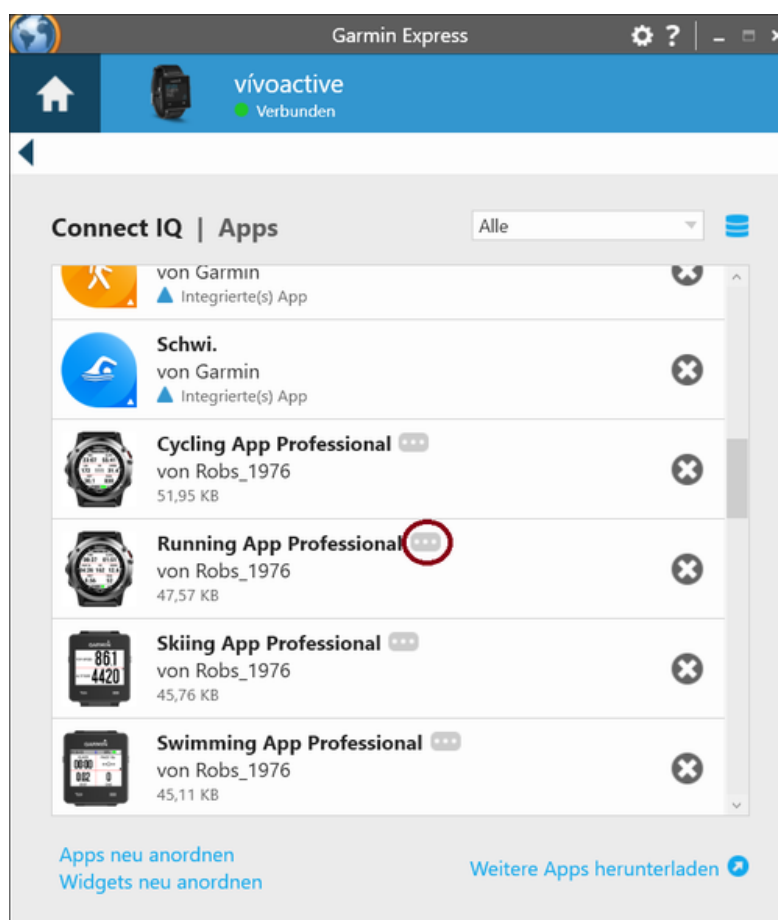 Garmin Express
?
vívoactive
Verbunden
Connect IQ | Apps
Alle
von Garmin
Integrierte(s) App
Schwi.
von Garmin
Integrierte(s) App
Cycling App Professional
von Robs_1976
51,95 KB
Running App Professional
von Robs_1976
47,57 KB
Skiing App Professional
von Robs_1976
45,76 KB
861
4420
Swimming App Professional
von Robs_1976
45,11 KB
Apps neu anordnen
Widgets neu anordnen
Weitere Apps herunterladen